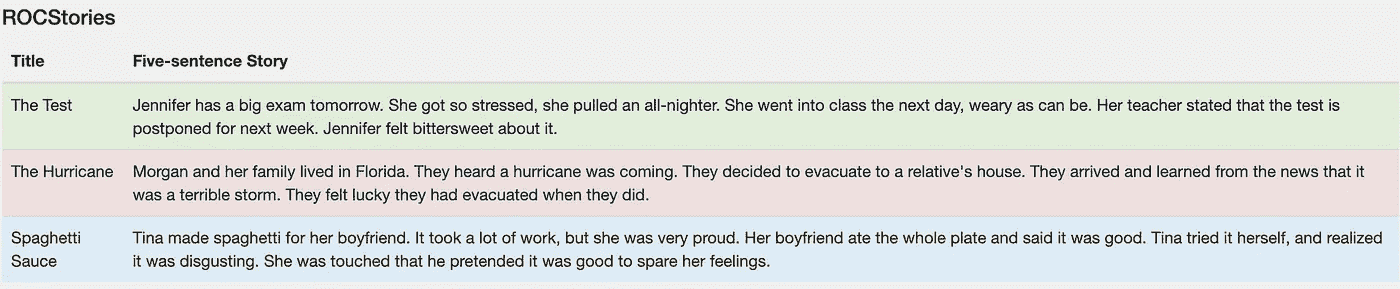 ROCStories
Title Five-sentence Story
The Test Jennifer has a big exam tomorrow. She got so stressed, she pulled an all-nighter. She went into class the next day, weary as can be. Her teacher stated that the test is
postponed for next week. Jennifer felt bittersweet about it.
The Hurricane Morgan and her family lived in Florida. They heard a hurricane was coming. They decided to evacuate to a relative's house. They arrived and learned from the news that it
was a terrible storm. They felt lucky they had evacuated when they did.
Spaghetti Tina made spaghetti for her boyfriend. It took a lot of work, but she was very proud. Her boyfriend ate the whole plate and said it was good. Tina tried it herself, and realized
Sauce it was disgusting. She was touched that he pretended it was good to spare her feelings.